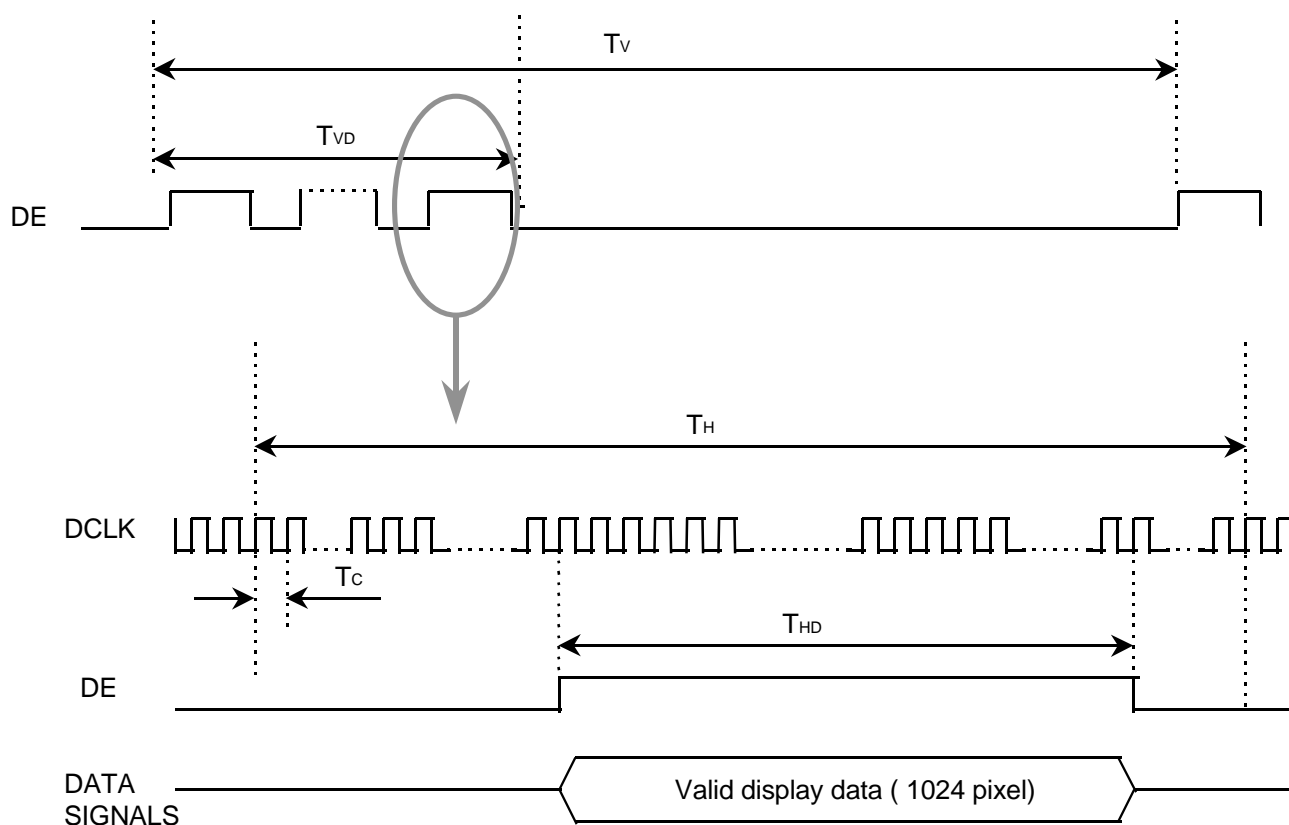 TV
TVD
DE
TH
DCLK
TC
THD
DE
DATA
SIGNALS
Valid display data ( 1024 pixel)